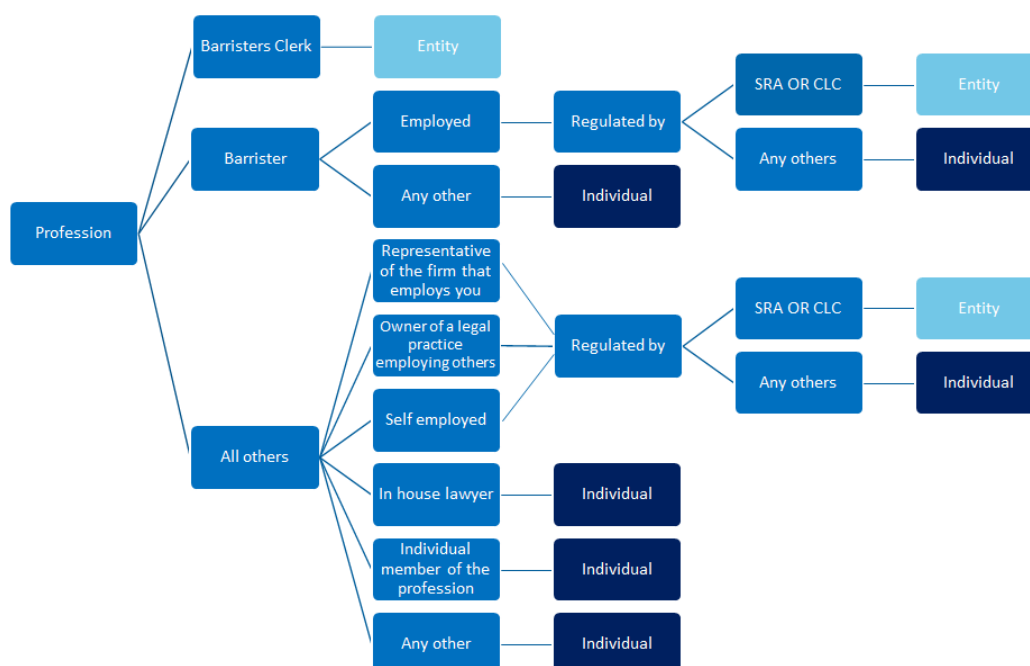 Barristers Clerk
Entity
SRA OR CLC
Entity
Employed
Regulated by
Barrister
Any others
Individual
Any other
Individual
Profession
Representative
of the firm that
employs you
SRA OR CLC
Entity
Owner of a legal
practice
employing others
Regulated by
Any others
Individual
Self employed
All others
In house lawyer
Individual
Individual
member of the
profession
Individual
Any other
Individual